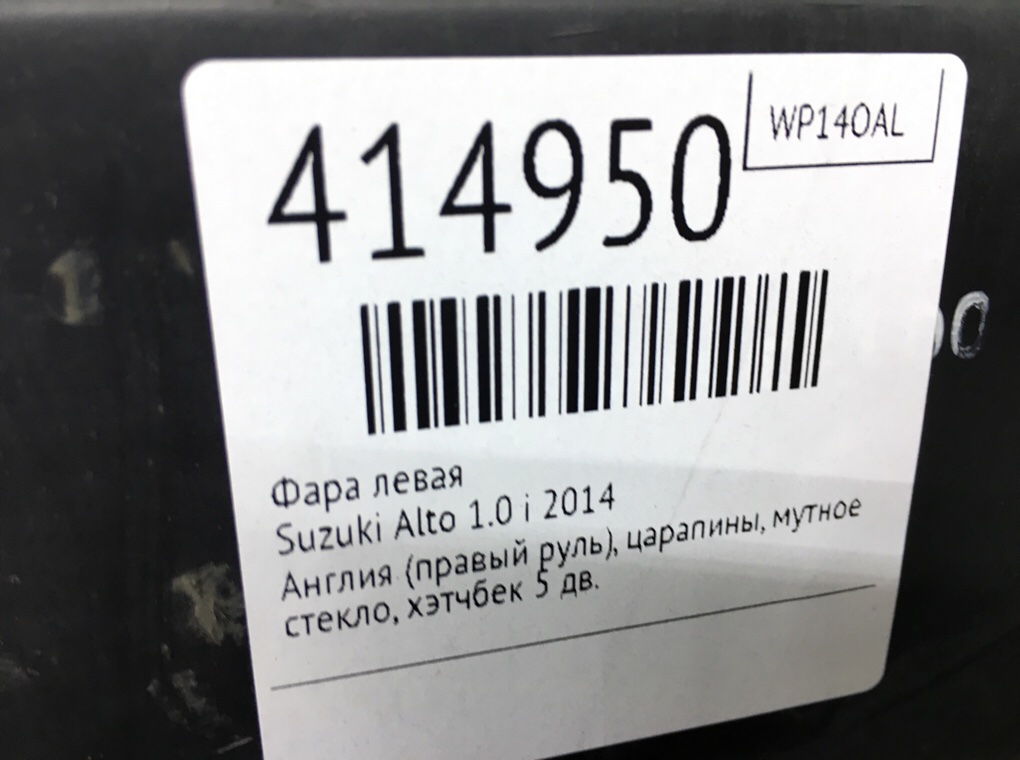 WP140AL
414950
Фара левая
Suzuki Alto 1.0 i 2014
Англия (правый руль), царапины, мутное
стекло, хэтчбек 5 дв.